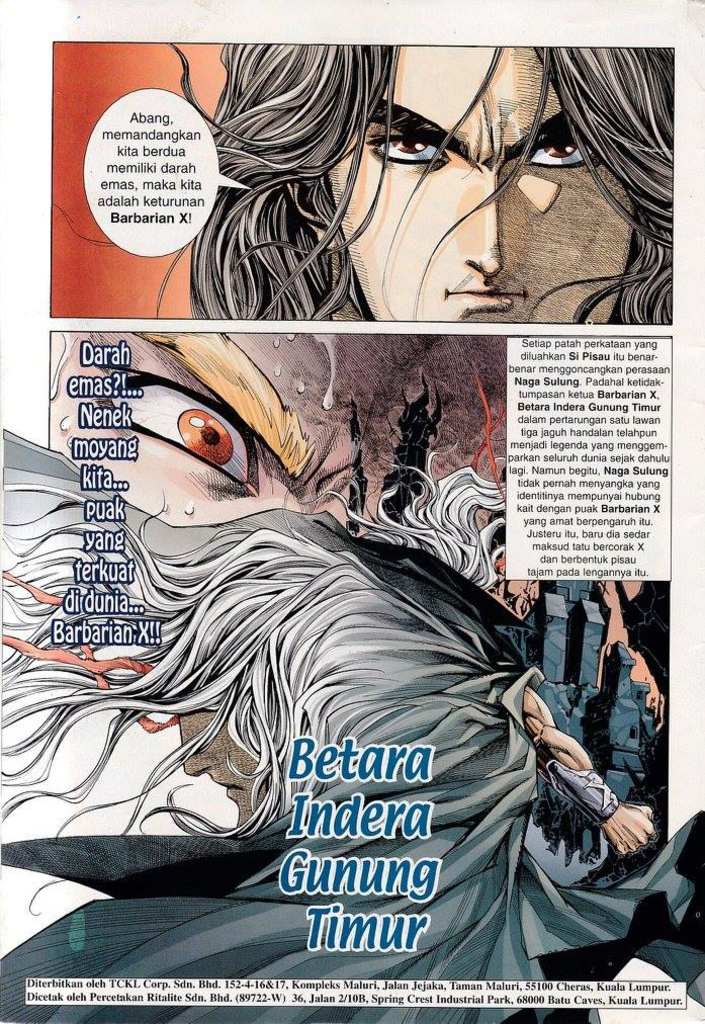 Abang,
memandangkan
kita berdua
memiliki darah
emas, maka kita
adalah keturunan
Barbarian X!
Darah
emas?!...
Nenek
moyang
kita...
puak
yang
terkuat
di dunia...
Barbarian X!!
Setiap patah perkataan yang
diluahkan Si Pisau itu benar-
benar menggoncangkan perasaan
Naga Sulung. Padahal ketidak-
tumpasan ketua Barbarian X,
Betara Indera Gunung Timur
dalam pertarungan satu lawan
tiga jaguh handalan telahpun
menjadi legenda yang menggem-
parkan seluruh dunia sejak dahulu
lagi. Namun begitu, Naga Sulung
tidak pernah menyangka yang
identitinya mempunyai hubung
kait dengan puak Barbarian X
yang amat berpengaruh itu.
Justeru itu, baru dia sedar
maksud tatu bercorak X
dan berbentuk pisau
tajam pada lengannya itu.
Betara
Indera
Gunung
Timur
Diterbitkan oleh TCKL Corp. Sdn. Bhd. 152-4-16&17, Kompleks Maluri, Jalan Jejaka, Taman Maluri, 55100 Cheras, Kuala Lumpur.
Dicetak oleh Percetakan Ritalite Sdn. Bhd. (89722-W) 36, Jalan 2/10B, Spring Crest Industrial Park, 68000 Batu Caves, Kuala Lumpur.